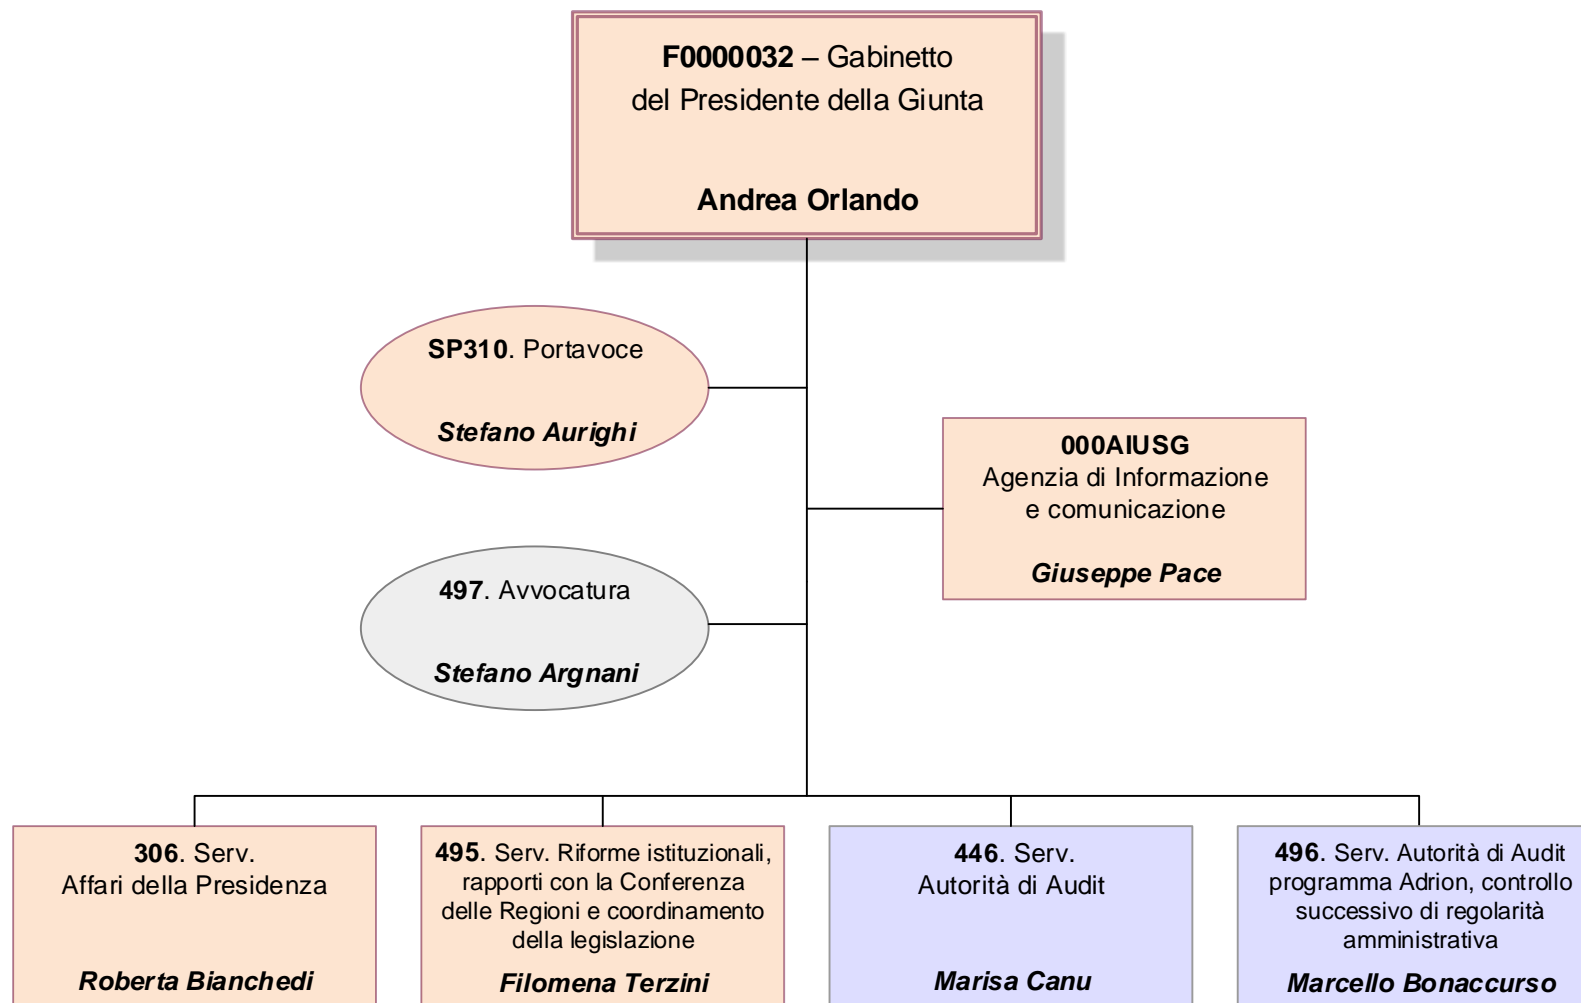 F0000032 – Gabinetto
del Presidente della Giunta
Andrea Orlando
SP310. Portavoce
Stefano Aurighi
000AIUSG
Agenzia di Informazione
e comunicazione
Giuseppe Pace
497. Avvocatura
Stefano Argnani
306. Serv.
Affari della Presidenza
Roberta Bianchedi
495. Serv. Riforme istituzionali,
rapporti con la Conferenza
delle Regioni e coordinamento
della legislazione
Filomena Terzini
446. Serv.
Autorità di Audit
Marisa Canu
496. Serv. Autorità di Audit
programma Adrion, controllo
successivo di regolarità
amministrativa
Marcello Bonaccurso